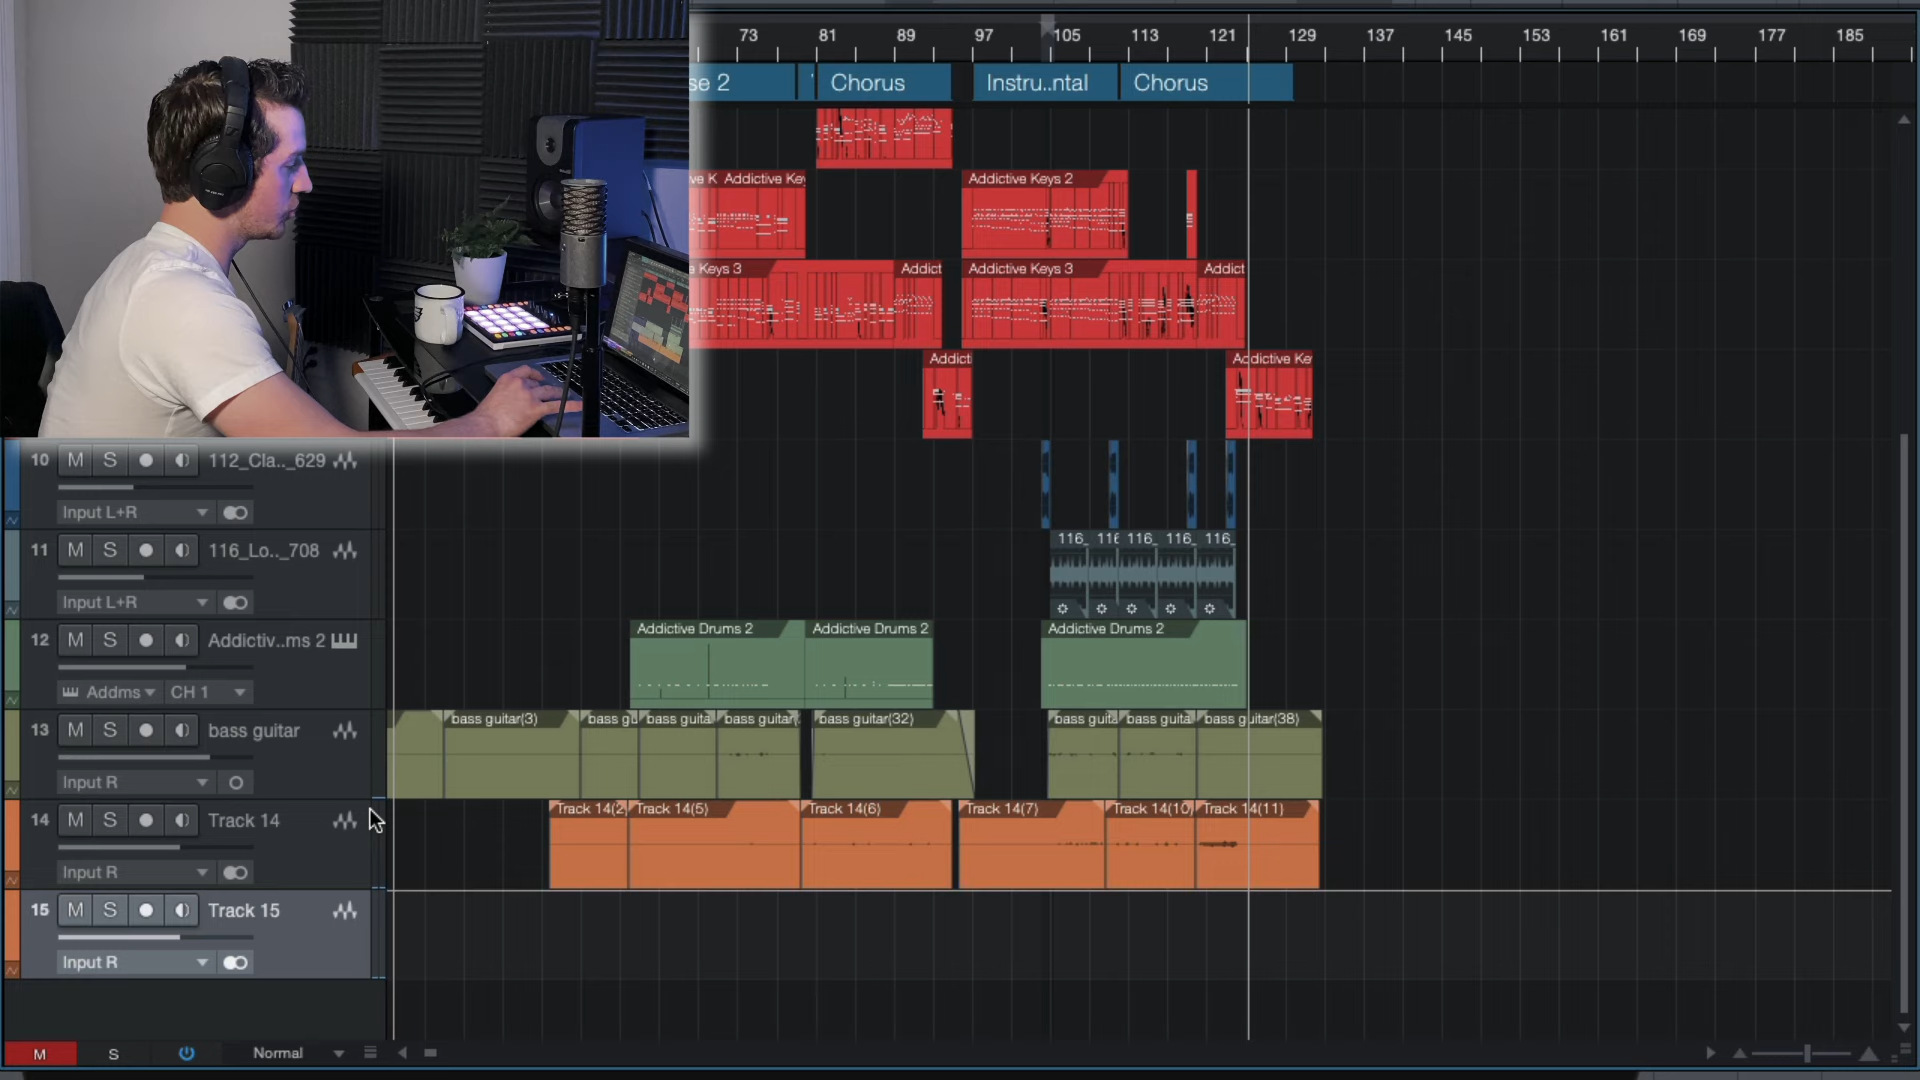 73 81 89 97 105 113 121 129 137 145 153 161 169 177 185
se 2 Chorus Instru..ntal Chorus
ve K Addictive Key Addictive Keys 2
e Keys 3 Addict Addictive Keys 3 Addict
Addict Addictive Ke
10 M S 112_Cla.._629
Input L+R
11 M S 116_Lo.._708 116_ 116 116_ 116_ 116_
Input L+R
12 M S Addictiv..ms 2 Addictive Drums 2 Addictive Drums 2 Addictive Drums 2
Addms CH 1
13 M S bass guitar bass guitar(3) bass gu bass guita bass guitar( bass guitar(32) bass guita bass guita bass guitar(38)
Input R
14 M S Track 14 Track 14(2 Track 14(5) Track 14(6) Track 14(7) Track 14(10) Track 14(11)
Input R
15 M S Track 15
Input R
M S Normal